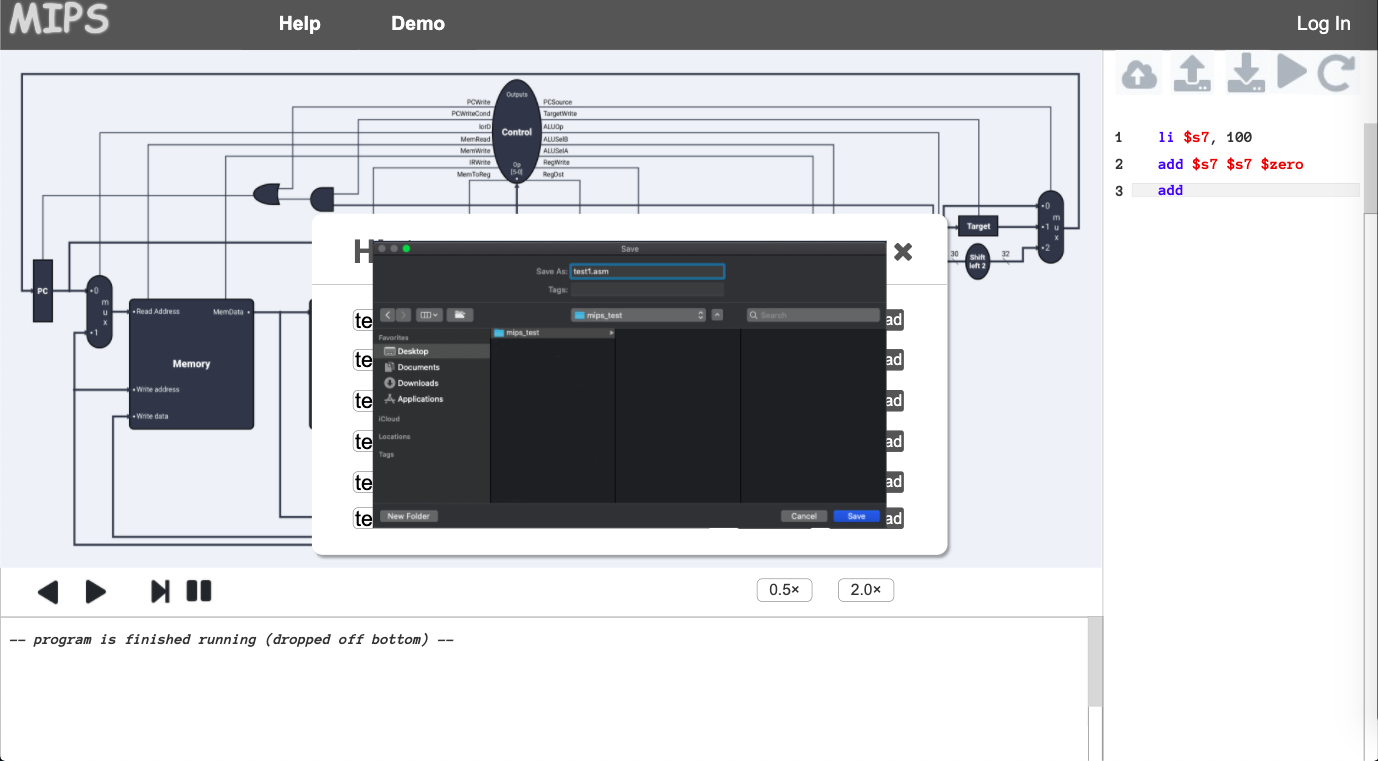 MIPS Help Demo Log In
Outputs
PCWrite PCSource
PCWriteCond TargetWrite
IorD ALUOp
Control
MemRead ALUSelB
MemWrite ALUSelA
IRWrite RegWrite
MemToReg RegDst
Op
[5-0]
PC
0
m
u
x
1
Read Address MemData
Memory
Write address
Write data
Target
0
m
1 u
x
2
30 Shift left 2 32
Save
Save As: test1.asm
Tags:
mips_test Search
Favorites
Desktop
Documents
Downloads
Applications
iCloud
Locations
Tags
mips_test
New Folder Cancel Save
te ad
te ad
te ad
te ad
te ad
te ad
0.5× 2.0×
-- program is finished running (dropped off bottom) --
1 li $s7, 100
2 add $s7 $s7 $zero
3 add